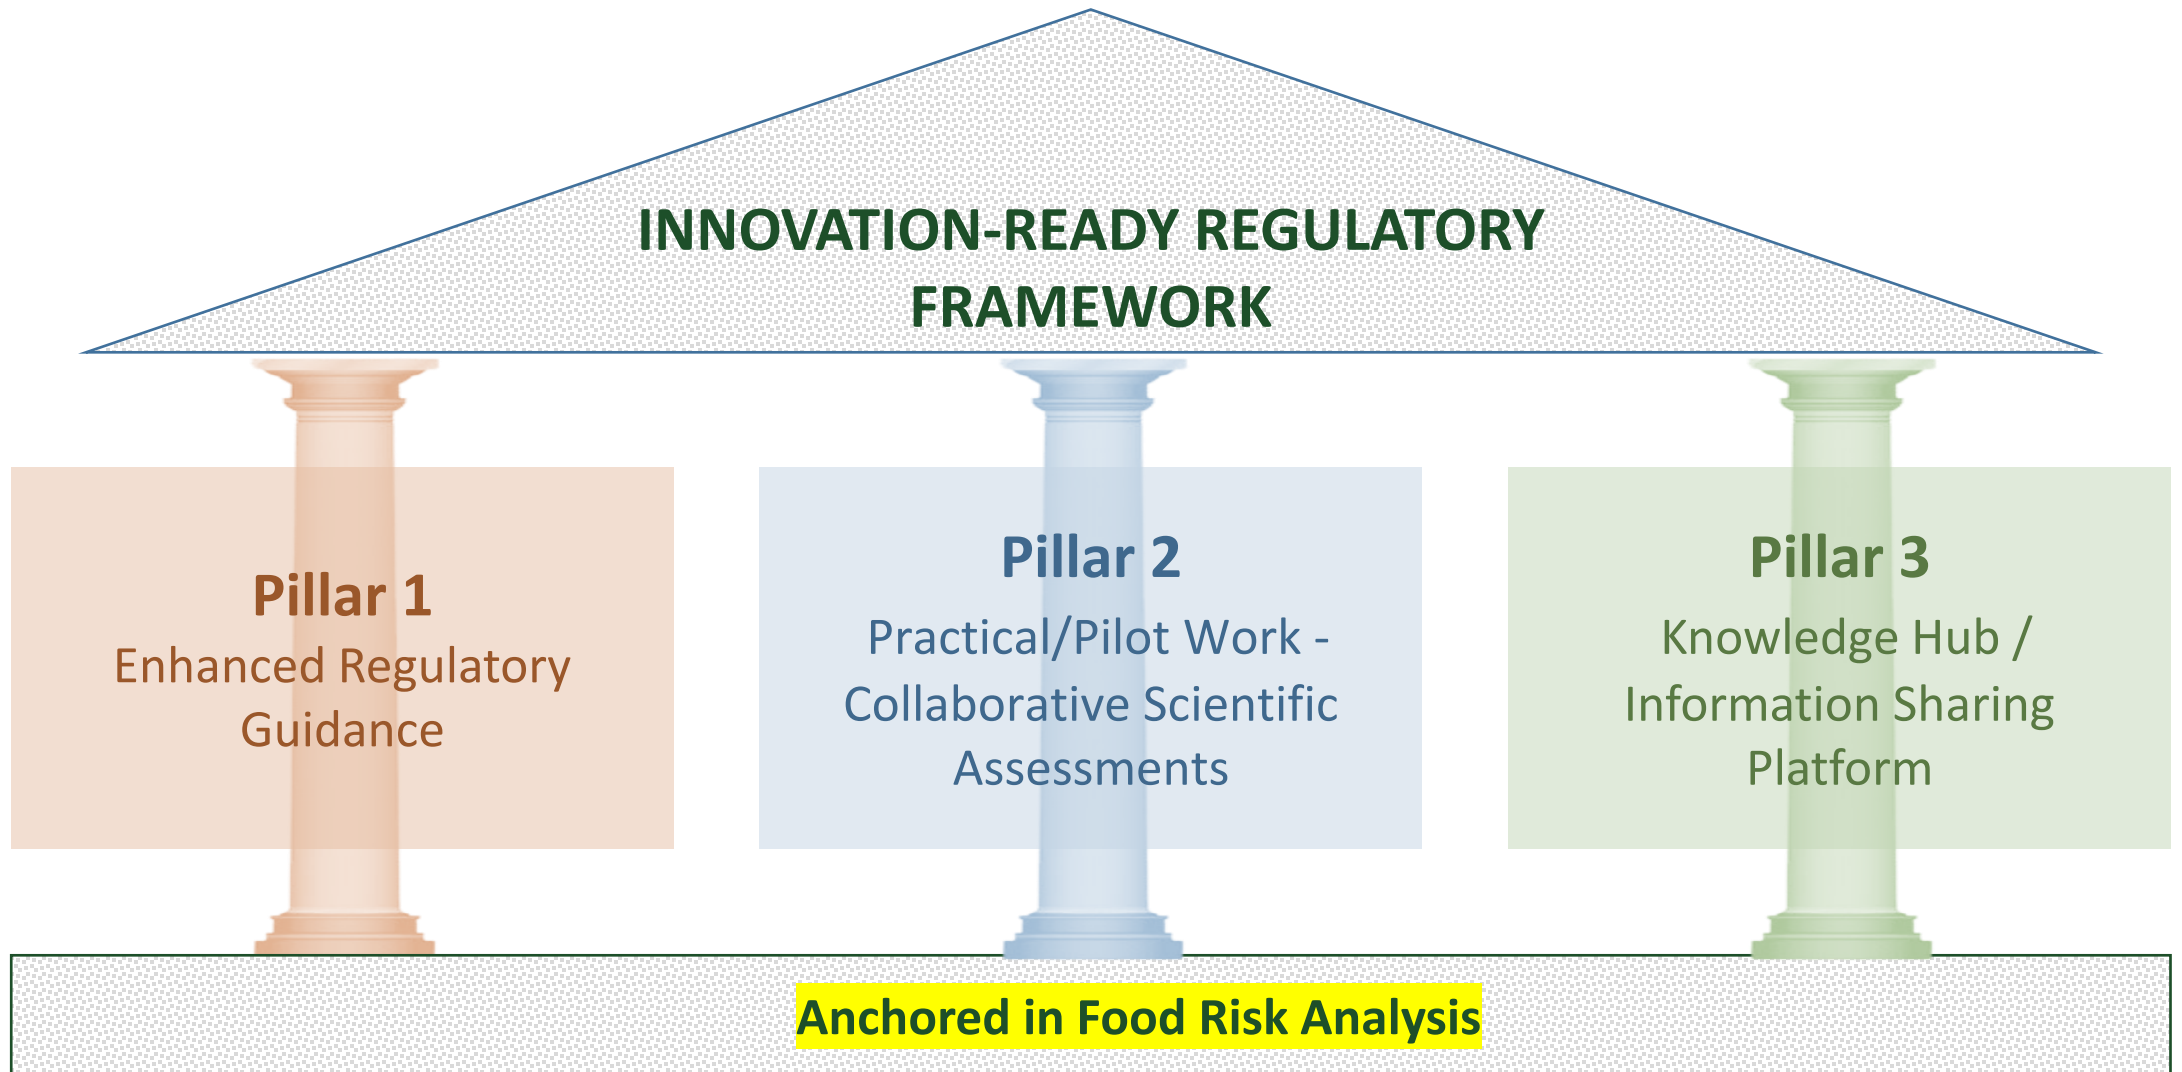 INNOVATION-READY REGULATORY
FRAMEWORK
Pillar 1
Enhanced Regulatory
Guidance
Pillar 2
Practical/Pilot Work -
Collaborative Scientific
Assessments
Pillar 3
Knowledge Hub /
Information Sharing
Platform
Anchored in Food Risk Analysis